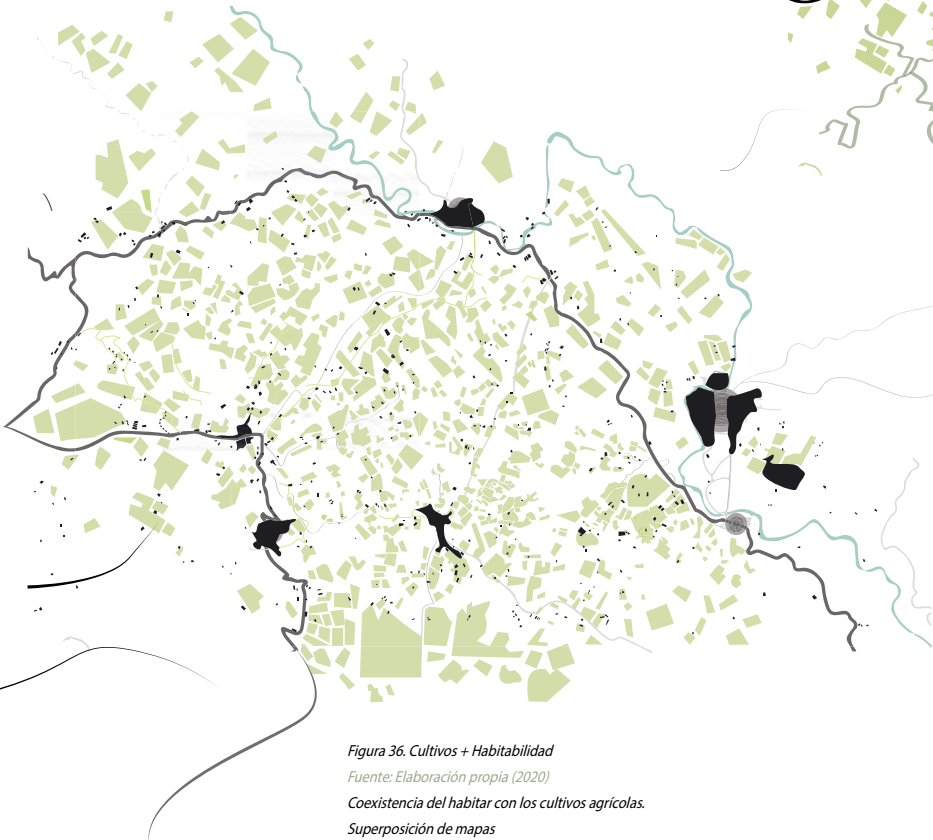 Figura 36. Cultivos + Habitabilidad
Fuente: Elaboración propia (2020)
Coexistencia del habitar con los cultivos agrícolas.
Superposición de mapas